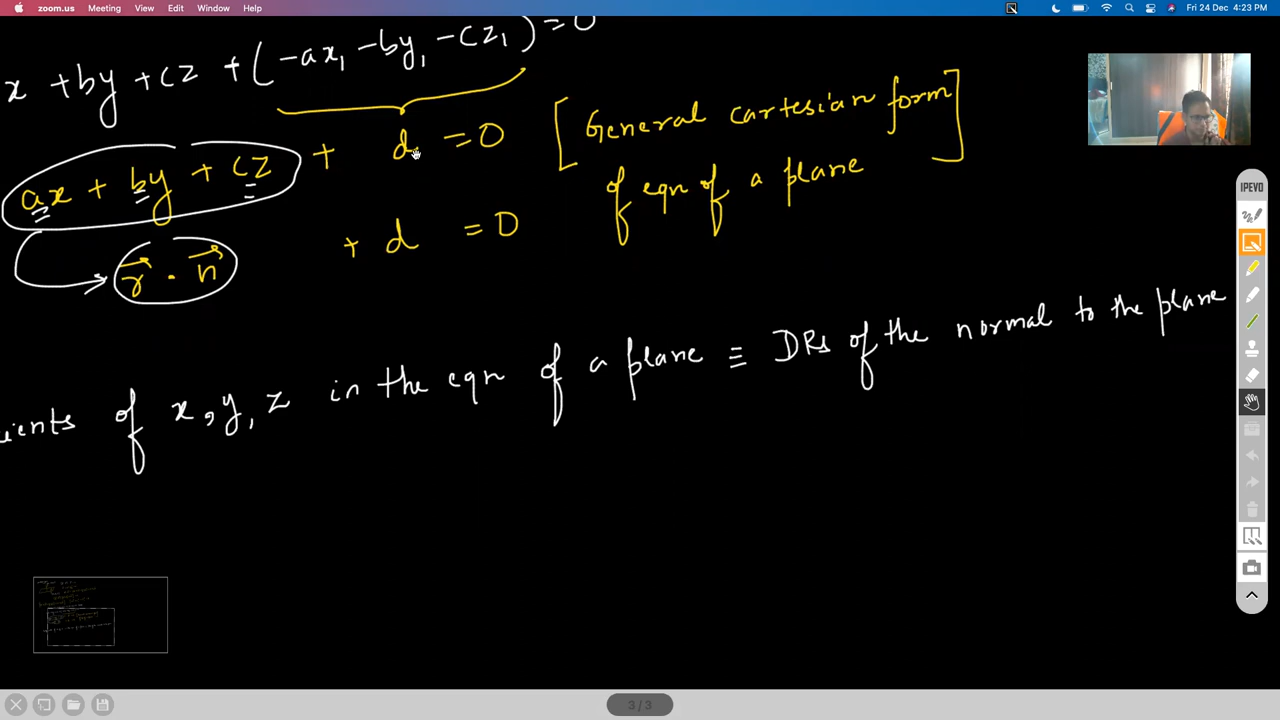 zoom.us Meeting View Edit Window Help Fri 24 Dec 4:23 PM
x + by + cz + (-ax₁ - by₁ - cz₁) = 0
ax + by + cz + d = 0 [General cartesian form
of eqn of a plane]
r⃗ · n⃗ + d = 0
ients of x, y, z in the eqn of a plane ≡ DRs of the normal to the plane
IPEVO
3 / 3